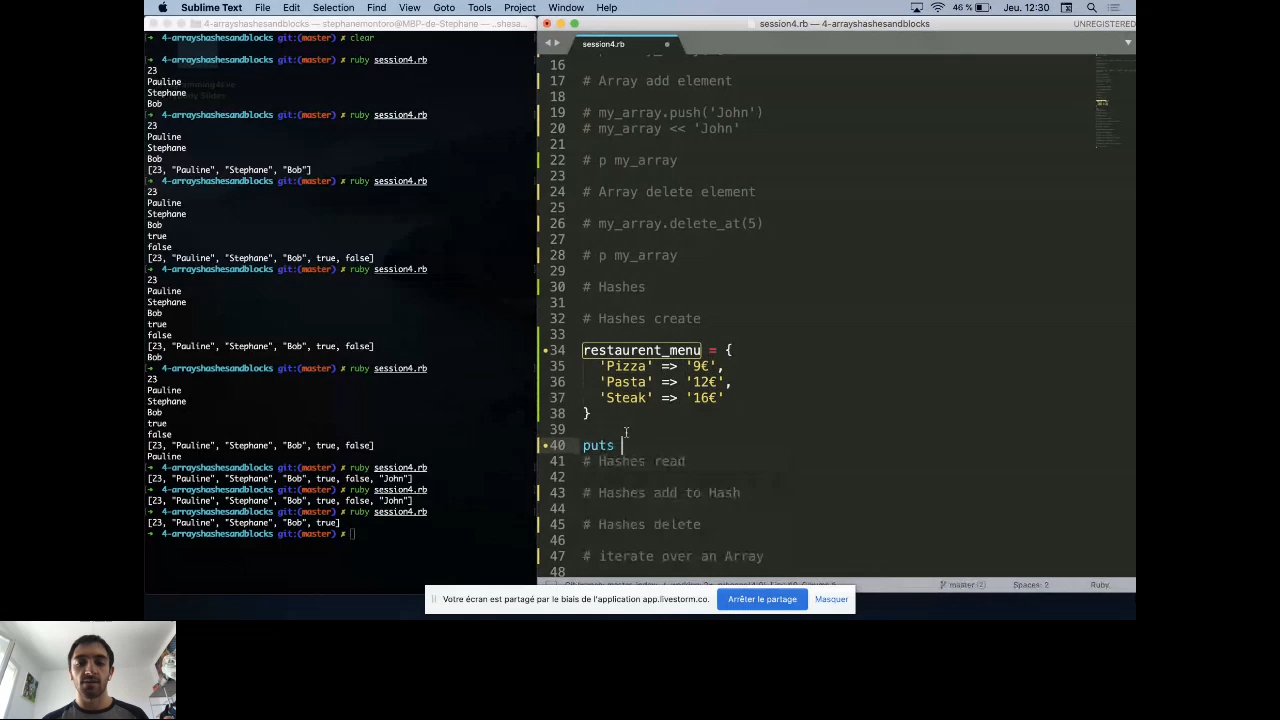 Sublime Text File Edit Selection Find View Goto Tools Project Window Help 46 % Jeu. 12:30
4-arrayshashesandblocks — stephanemontoro@MBP-de-Stephane — ..shesa...
➜ 4-arrayshashesandblocks git:(master) ✗ clear
➜ 4-arrayshashesandblocks git:(master) ✗ ruby session4.rb
23
Pauline
Stephane
Bob
➜ 4-arrayshashesandblocks git:(master) ✗ ruby session4.rb
23
Pauline
Stephane
Bob
[23, "Pauline", "Stephane", "Bob"]
➜ 4-arrayshashesandblocks git:(master) ✗ ruby session4.rb
23
Pauline
Stephane
Bob
true
false
[23, "Pauline", "Stephane", "Bob", true, false]
➜ 4-arrayshashesandblocks git:(master) ✗ ruby session4.rb
23
Pauline
Stephane
Bob
true
false
[23, "Pauline", "Stephane", "Bob", true, false]
Bob
➜ 4-arrayshashesandblocks git:(master) ✗ ruby session4.rb
23
Pauline
Stephane
Bob
true
false
[23, "Pauline", "Stephane", "Bob", true, false]
Pauline
➜ 4-arrayshashesandblocks git:(master) ✗ ruby session4.rb
[23, "Pauline", "Stephane", "Bob", true, false, "John"]
➜ 4-arrayshashesandblocks git:(master) ✗ ruby session4.rb
[23, "Pauline", "Stephane", "Bob", true, false, "John"]
➜ 4-arrayshashesandblocks git:(master) ✗ ruby session4.rb
[23, "Pauline", "Stephane", "Bob", true]
➜ 4-arrayshashesandblocks git:(master) ✗
session4.rb — 4-arrayshashesandblocks UNREGISTERED
session4.rb
16
17 # Array add element
18
19 # my_array.push('John')
20 # my_array << 'John'
21
22 # p my_array
23
24 # Array delete element
25
26 # my_array.delete_at(5)
27
28 # p my_array
29
30 # Hashes
31
32 # Hashes create
33
34 restaurent_menu = {
35 'Pizza' => '9€',
36 'Pasta' => '12€',
37 'Steak' => '16€'
38 }
39
40 puts
41 # Hashes read
42
43 # Hashes add to Hash
44
45 # Hashes delete
46
47 # iterate over an Array
48
master Spaces: 2 Ruby
Votre écran est partagé par le biais de l'application app.livestorm.co. Arrêter le partage Masquer